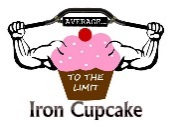 AVERAGE
TO THE
LIMIT
Iron Cupcake